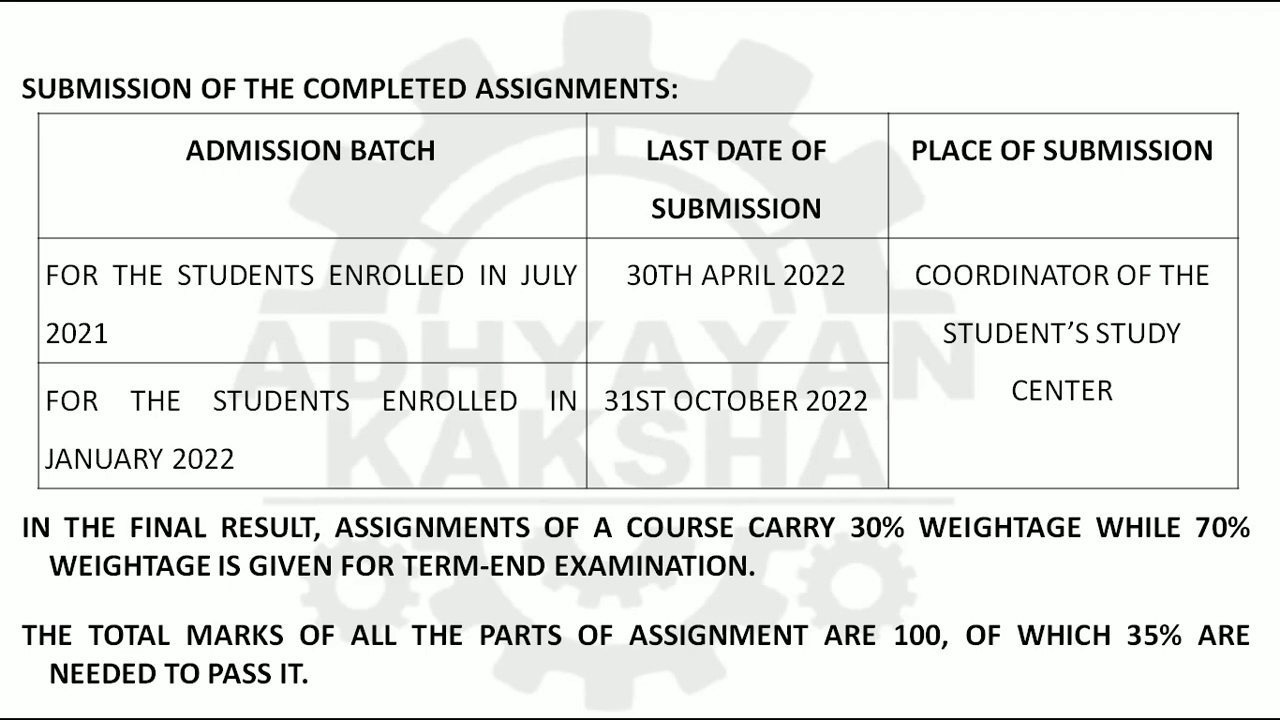 SUBMISSION OF THE COMPLETED ASSIGNMENTS:
ADMISSION BATCH
LAST DATE OF
SUBMISSION
PLACE OF SUBMISSION
FOR THE STUDENTS ENROLLED IN JULY
2021
30TH APRIL 2022
COORDINATOR OF THE
STUDENT’S STUDY
CENTER
FOR THE STUDENTS ENROLLED IN
JANUARY 2022
31ST OCTOBER 2022
ADHYAYAN
KAKSHA
IN THE FINAL RESULT, ASSIGNMENTS OF A COURSE CARRY 30% WEIGHTAGE WHILE 70%
WEIGHTAGE IS GIVEN FOR TERM-END EXAMINATION.
THE TOTAL MARKS OF ALL THE PARTS OF ASSIGNMENT ARE 100, OF WHICH 35% ARE
NEEDED TO PASS IT.